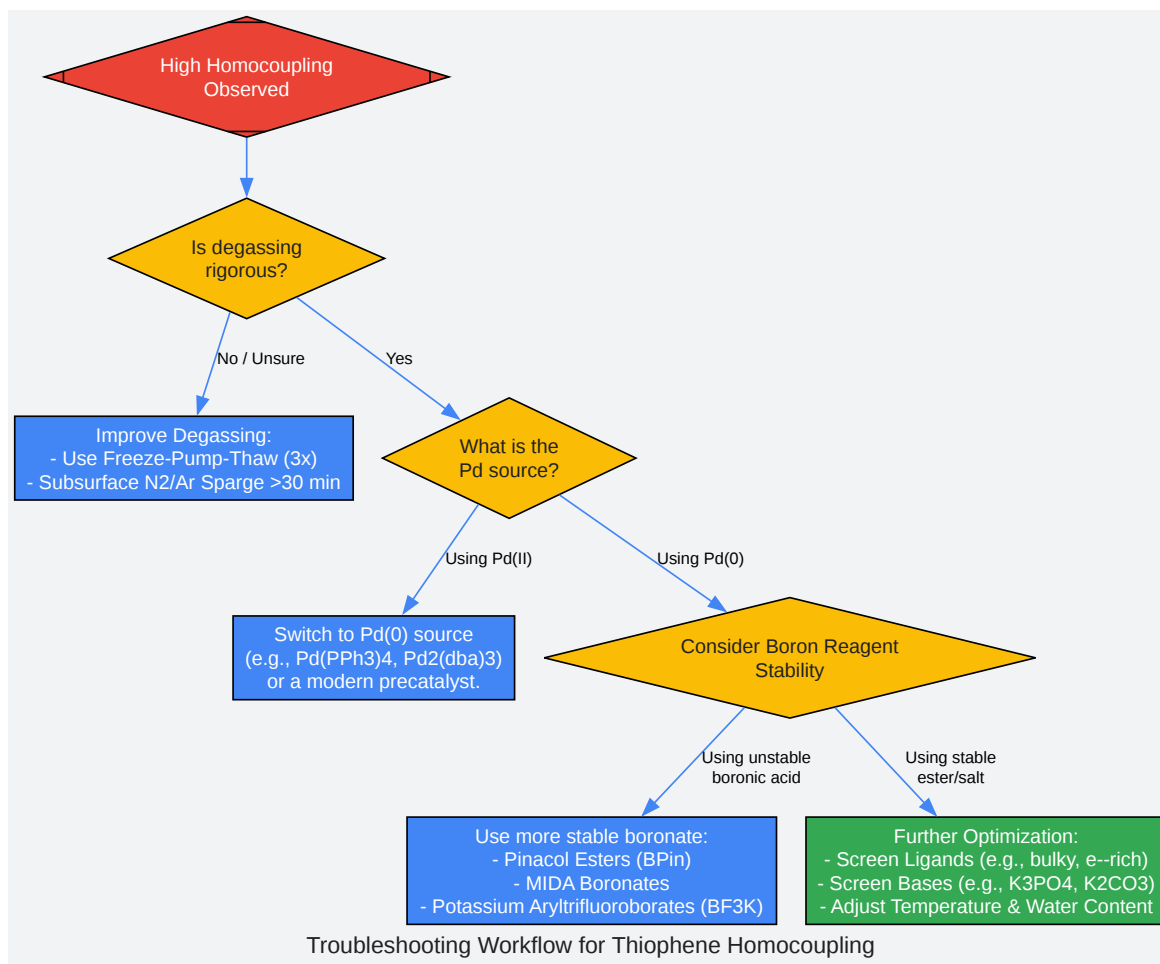 High Homocoupling
Observed
Is degassing
rigorous?
No / Unsure
Yes
Improve Degassing:
- Use Freeze-Pump-Thaw (3x)
- Subsurface N2/Ar Sparge >30 min
What is the
Pd source?
Using Pd(II)
Using Pd(0)
Switch to Pd(0) source
(e.g., Pd(PPh3)4, Pd2(dba)3)
or a modern precatalyst.
Consider Boron Reagent
Stability
Using unstable
boronic acid
Using stable
ester/salt
Use more stable boronate:
- Pinacol Esters (BPin)
- MIDA Boronates
- Potassium Aryltrifluoroborates (BF3K)
Further Optimization:
- Screen Ligands (e.g., bulky, e--rich)
- Screen Bases (e.g., K3PO4, K2CO3)
- Adjust Temperature & Water Content
Troubleshooting Workflow for Thiophene Homocoupling